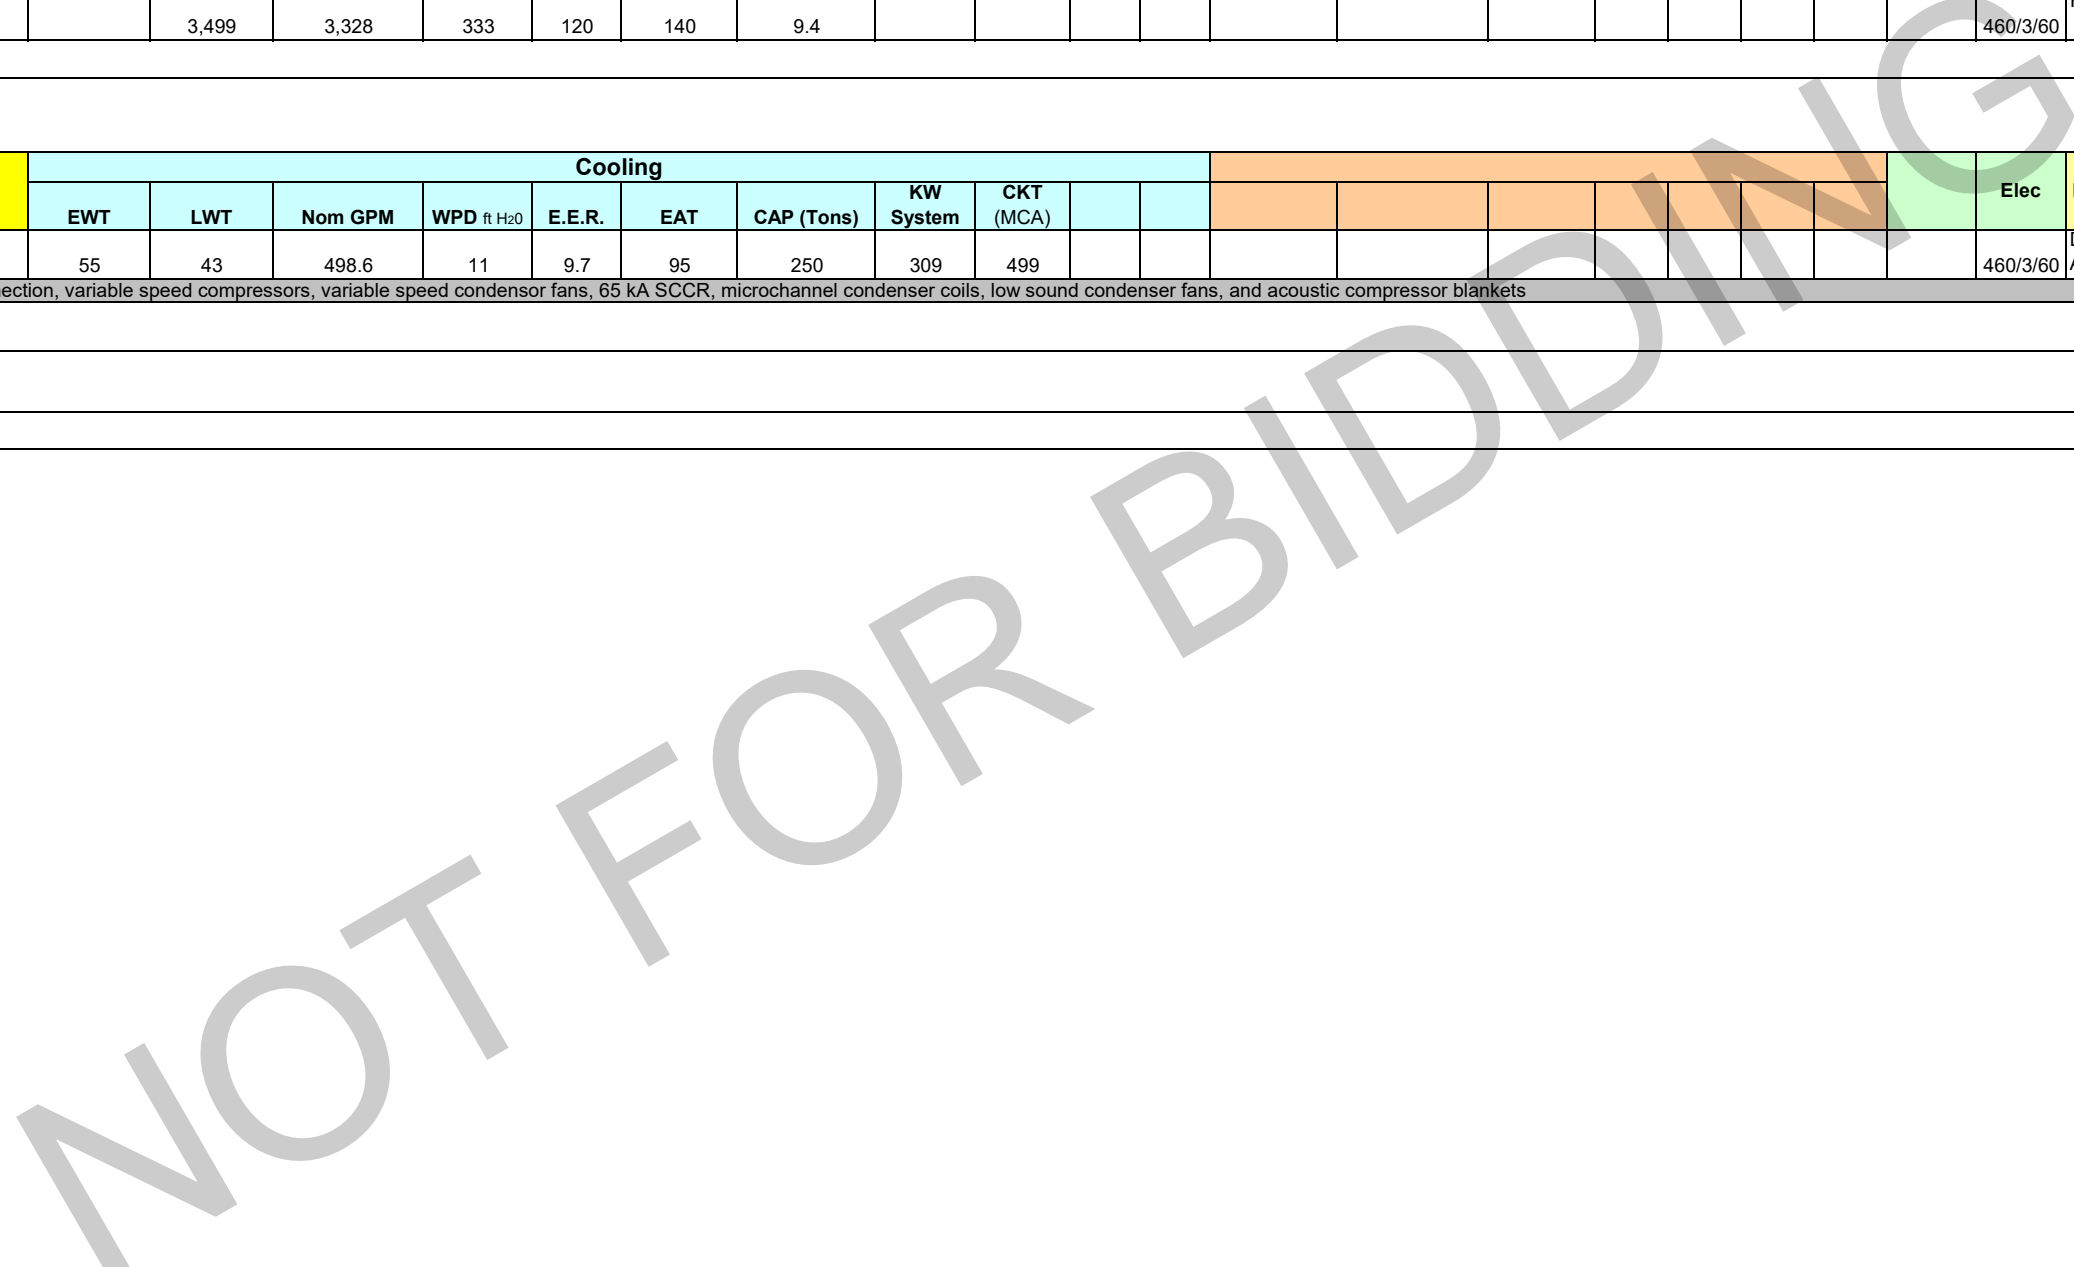 3,499 3,328 333 120 140 9.4 460/3/60
Cooling
EWT LWT Nom GPM WPD ft H20 E.E.R. EAT CAP (Tons) KW System CKT (MCA) Elec
55 43 498.6 11 9.7 95 250 309 499 460/3/60
ection, variable speed compressors, variable speed condensor fans, 65 kA SCCR, microchannel condenser coils, low sound condenser fans, and acoustic compressor blankets
NOT FOR BIDDING